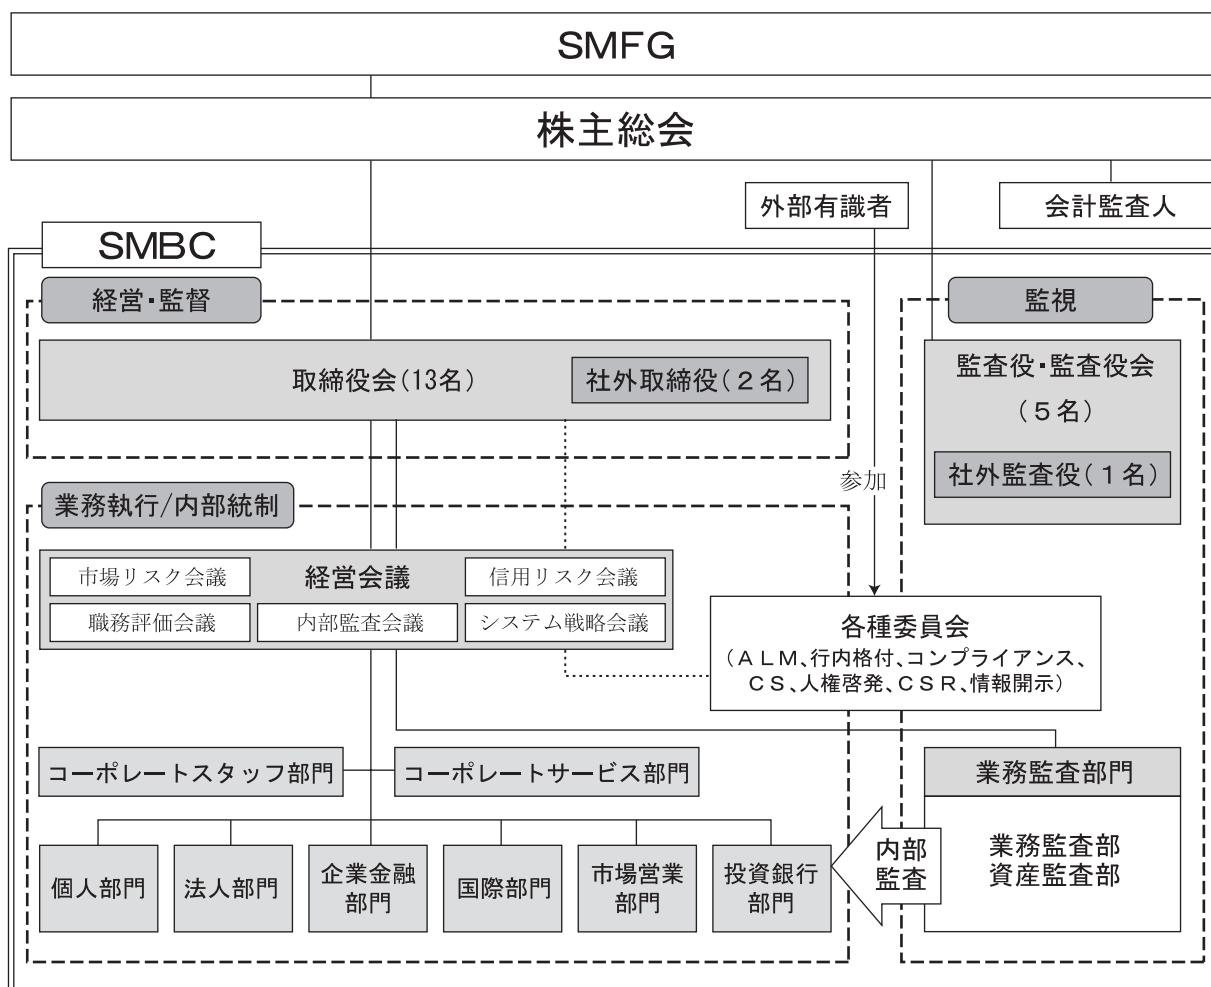 SMFG
株主総会
外部有識者
会計監査人
SMBC
経営・監督
監視
取締役会(13名)
社外取締役(2名)
監査役・監査役会
(5名)
社外監査役(1名)
参加
業務執行/内部統制
市場リスク会議
経営会議
信用リスク会議
職務評価会議
内部監査会議
システム戦略会議
各種委員会
(ALM、行内格付、コンプライアンス、
CS、人権啓発、CSR、情報開示)
コーポレートスタッフ部門
コーポレートサービス部門
業務監査部門
業務監査部
資産監査部
内部
監査
個人部門
法人部門
企業金融
部門
国際部門
市場営業
部門
投資銀行
部門